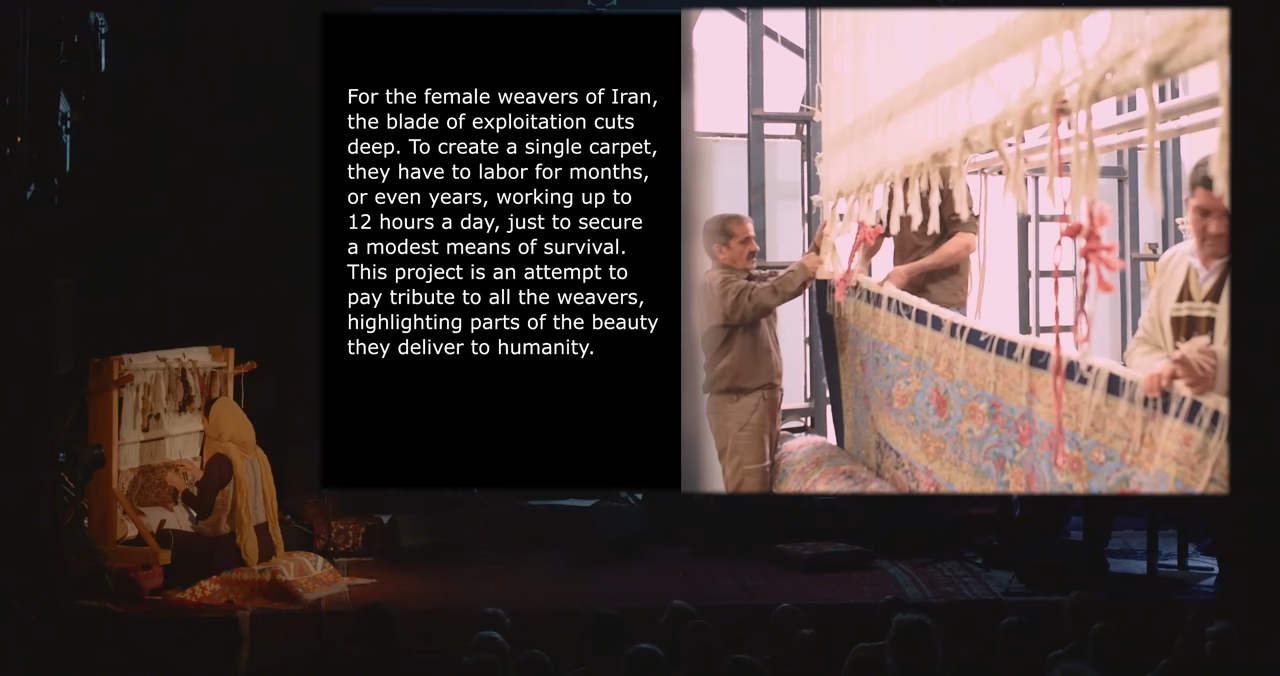 For the female weavers of Iran,
the blade of exploitation cuts
deep. To create a single carpet,
they have to labor for months,
or even years, working up to
12 hours a day, just to secure
a modest means of survival.
This project is an attempt to
pay tribute to all the weavers,
highlighting parts of the beauty
they deliver to humanity.